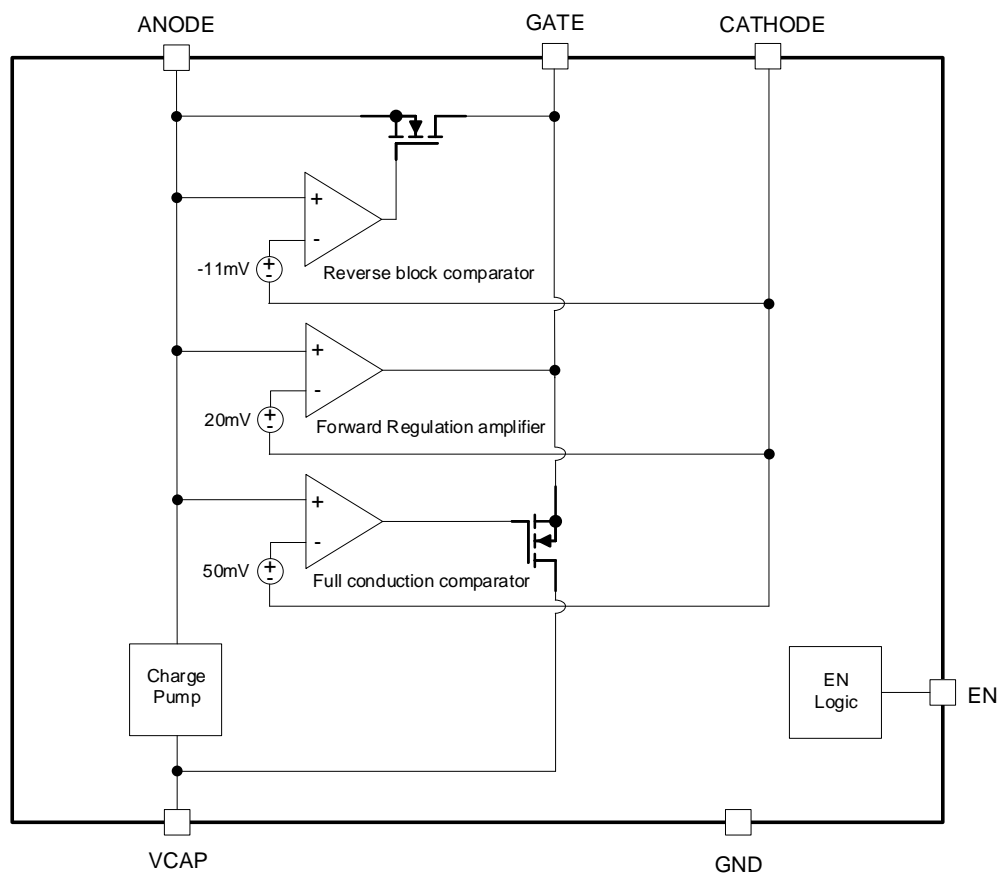 ANODE
GATE
CATHODE
+
-
-11mV
+
-
Reverse block comparator
+
-
20mV
+
-
Forward Regulation amplifier
+
-
50mV
+
-
Full conduction comparator
Charge
Pump
EN
Logic
EN
VCAP
GND